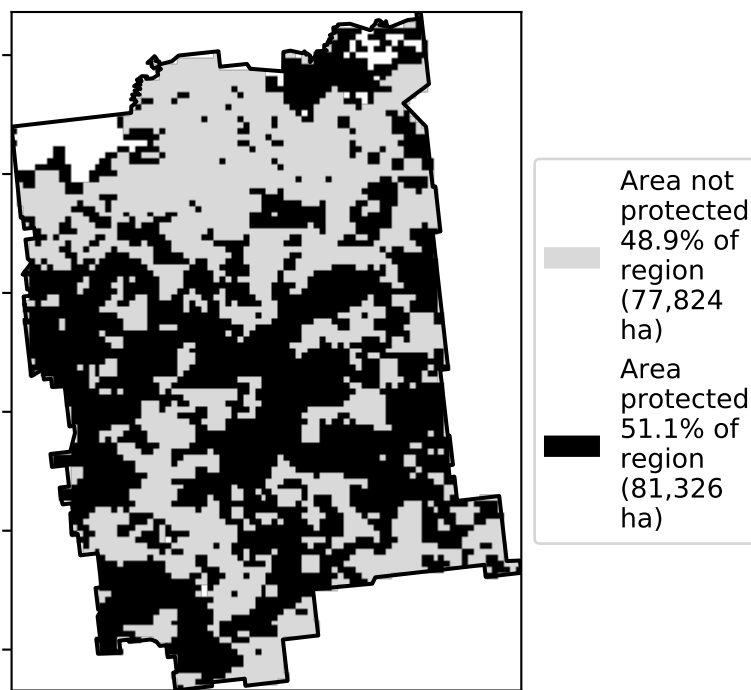 Area not
protected
48.9% of
region
(77,824
ha)
Area
protected
51.1% of
region
(81,326
ha)